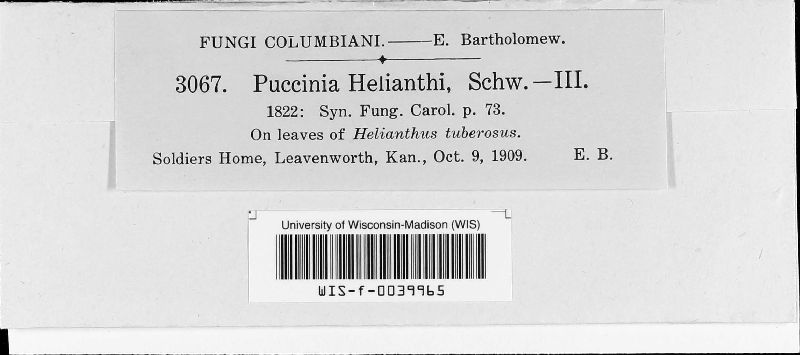 FUNGI COLUMBIANI.——E. Bartholomew.
3067. Puccinia Helianthi, Schw.—III.
1822: Syn. Fung. Carol. p. 73.
On leaves of Helianthus tuberosus.
Soldiers Home, Leavenworth, Kan., Oct. 9, 1909. E. B.
University of Wisconsin-Madison (WIS)
WIS-f-0039965